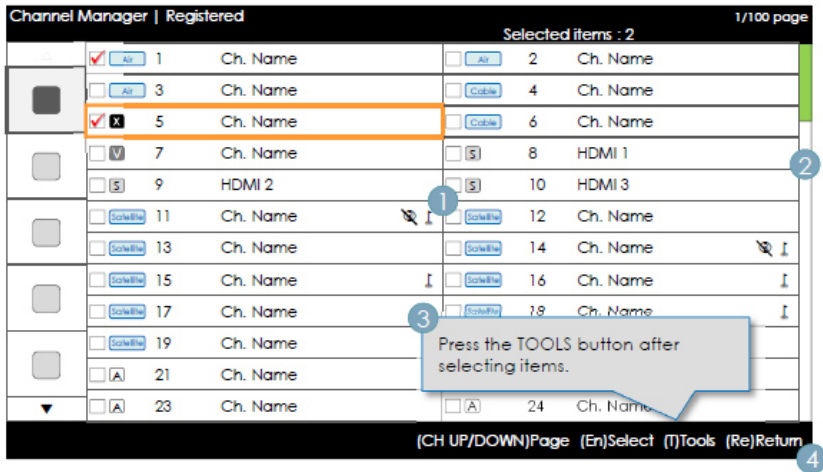 Channel Manager | Registered
1/100 page
Selected items : 2
Air 1 Ch. Name
Air 2 Ch. Name
Air 3 Ch. Name
Cable 4 Ch. Name
X 5 Ch. Name
Cable 6 Ch. Name
V 7 Ch. Name
S 8 HDMI 1
2
S 9 HDMI 2
S 10 HDMI 3
1
Satellite 11 Ch. Name
Satellite 12 Ch. Name
Satellite 13 Ch. Name
Satellite 14 Ch. Name
Satellite 15 Ch. Name
Satellite 16 Ch. Name
Satellite 17 Ch. Name
Satellite 18 Ch. Name
3
Press the TOOLS button after
selecting items.
Satellite 19 Ch. Name
A 21 Ch. Name
A 23 Ch. Name
A 24 Ch. Name
(CH UP/DOWN)Page (En)Select (T)Tools (Re)Return
4